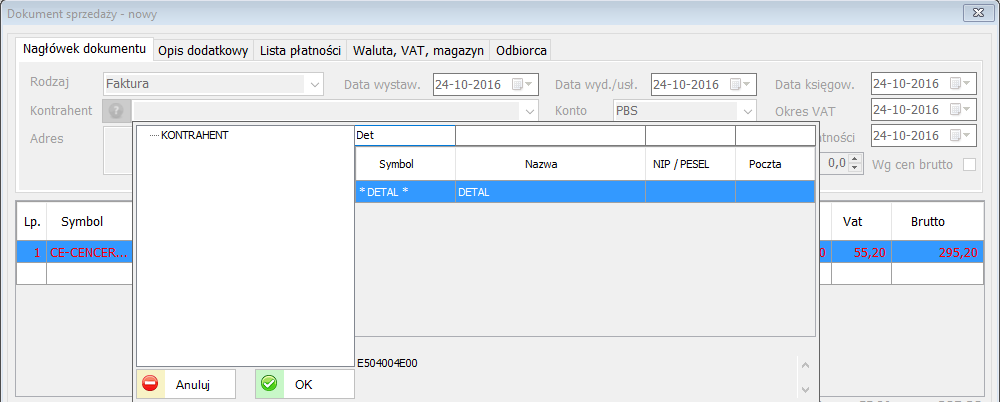 Dokument sprzedaży - nowy
Nagłówek dokumentu Opis dodatkowy Lista płatności Waluta, VAT, magazyn Odbiorca
Rodzaj Faktura Data wystaw. 24-10-2016 Data wyd./usł. 24-10-2016 Data księgow. 24-10-2016
Kontrahent ? Konto PBS Okres VAT 24-10-2016
Adres KONTRAHENT Det atności 24-10-2016
Symbol Nazwa NIP / PESEL Poczta 0,0 Wg cen brutto
* DETAL * DETAL
Lp. Symbol Vat Brutto
1 CE-CENCER... 0 55,20 295,20
E504004E00
Anuluj OK